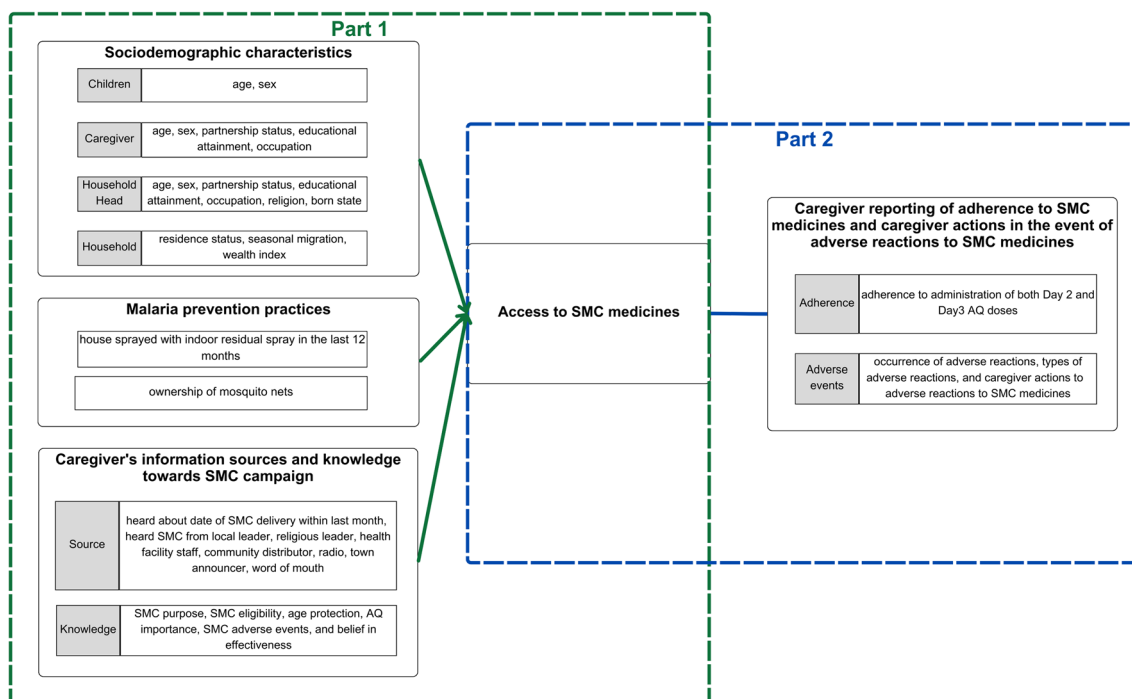 Part 1
Sociodemographic characteristics
Children
age, sex
Caregiver
age, sex, partnership status, educational
attainment, occupation
Household
Head
age, sex, partnership status, educational
attainment, occupation, religion, born state
Household
residence status, seasonal migration,
wealth index
Malaria prevention practices
house sprayed with indoor residual spray in the last 12
months
ownership of mosquito nets
Caregiver's information sources and knowledge
towards SMC campaign
Source
heard about date of SMC delivery within last month,
heard SMC from local leader, religious leader, health
facility staff, community distributor, radio, town
announcer, word of mouth
Knowledge
SMC purpose, SMC eligibility, age protection, AQ
importance, SMC adverse events, and belief in
effectiveness
Access to SMC medicines
Part 2
Caregiver reporting of adherence to SMC
medicines and caregiver actions in the event of
adverse reactions to SMC medicines
Adherence
adherence to administration of both Day 2 and
Day3 AQ doses
Adverse
events
occurrence of adverse reactions, types of
adverse reactions, and caregiver actions to
adverse reactions to SMC medicines